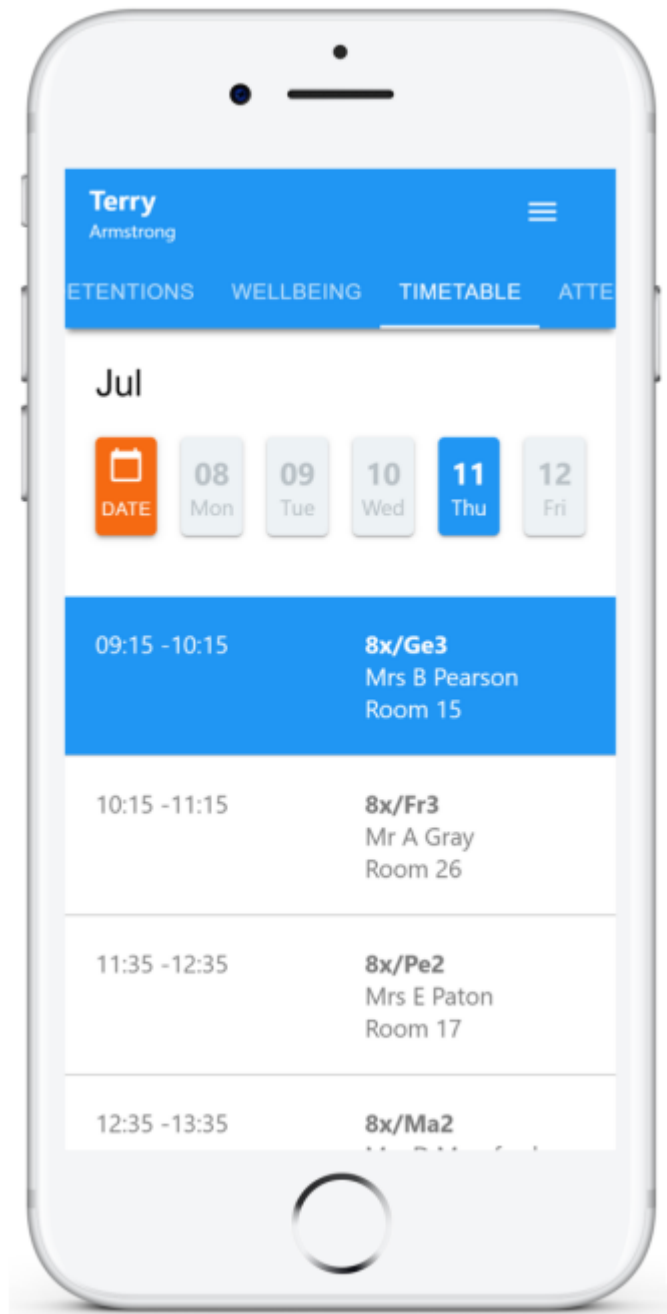 Terry
Armstrong
ETENTIONS WELLBEING TIMETABLE ATTE
Jul
DATE 08 Mon 09 Tue 10 Wed 11 Thu 12 Fri
09:15 -10:15 8x/Ge3
Mrs B Pearson
Room 15
10:15 -11:15 8x/Fr3
Mr A Gray
Room 26
11:35 -12:35 8x/Pe2
Mrs E Paton
Room 17
12:35 -13:35 8x/Ma2